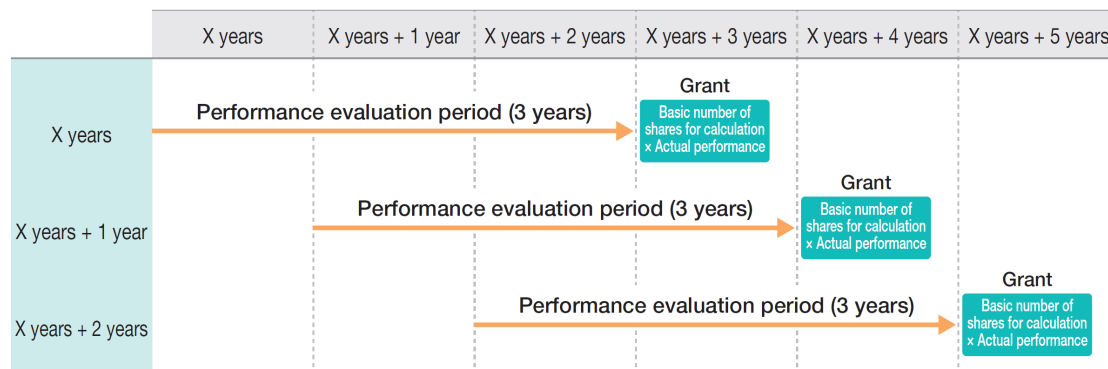 X years X years + 1 year X years + 2 years X years + 3 years X years + 4 years X years + 5 years
Grant
X years
Performance evaluation period (3 years)
Basic number of
shares for calculation
× Actual performance
Grant
X years + 1 year
Performance evaluation period (3 years)
Basic number of
shares for calculation
× Actual performance
Grant
X years + 2 years
Performance evaluation period (3 years)
Basic number of
shares for calculation
× Actual performance